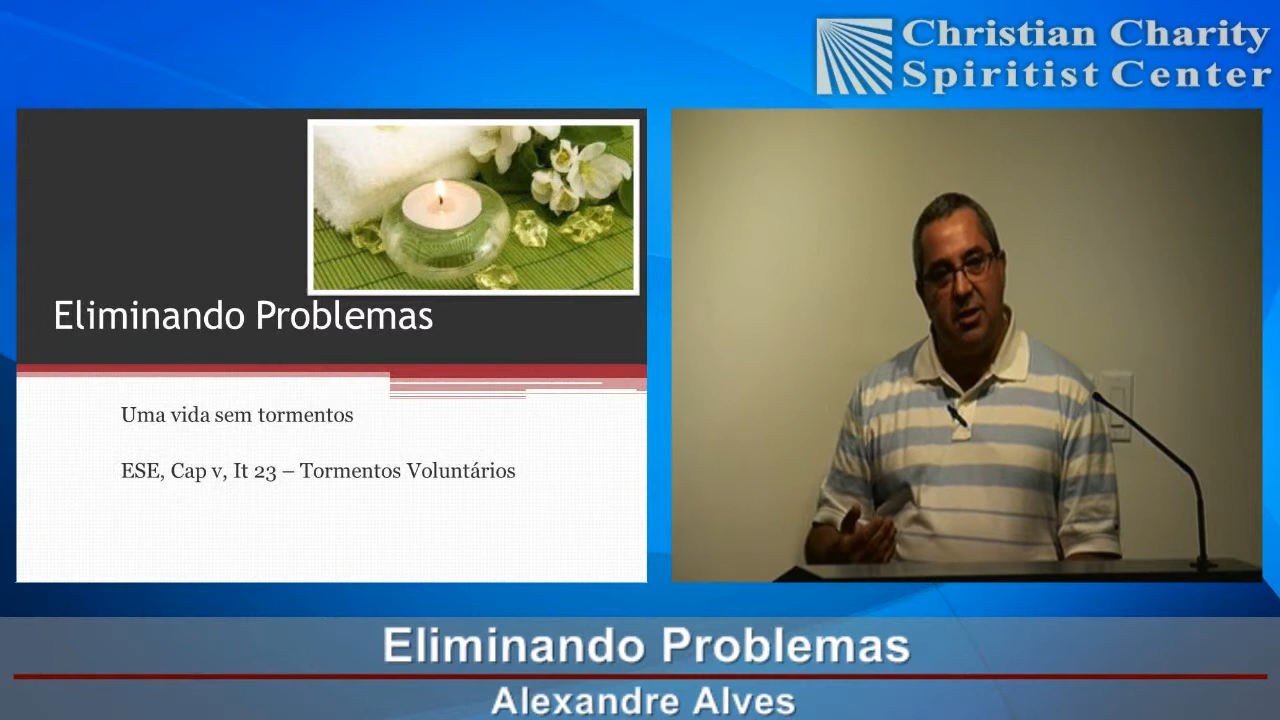 Christian Charity
Spiritist Center
Eliminando Problemas
Uma vida sem tormentos
ESE, Cap v, It 23 – Tormentos Voluntários
Eliminando Problemas
Alexandre Alves